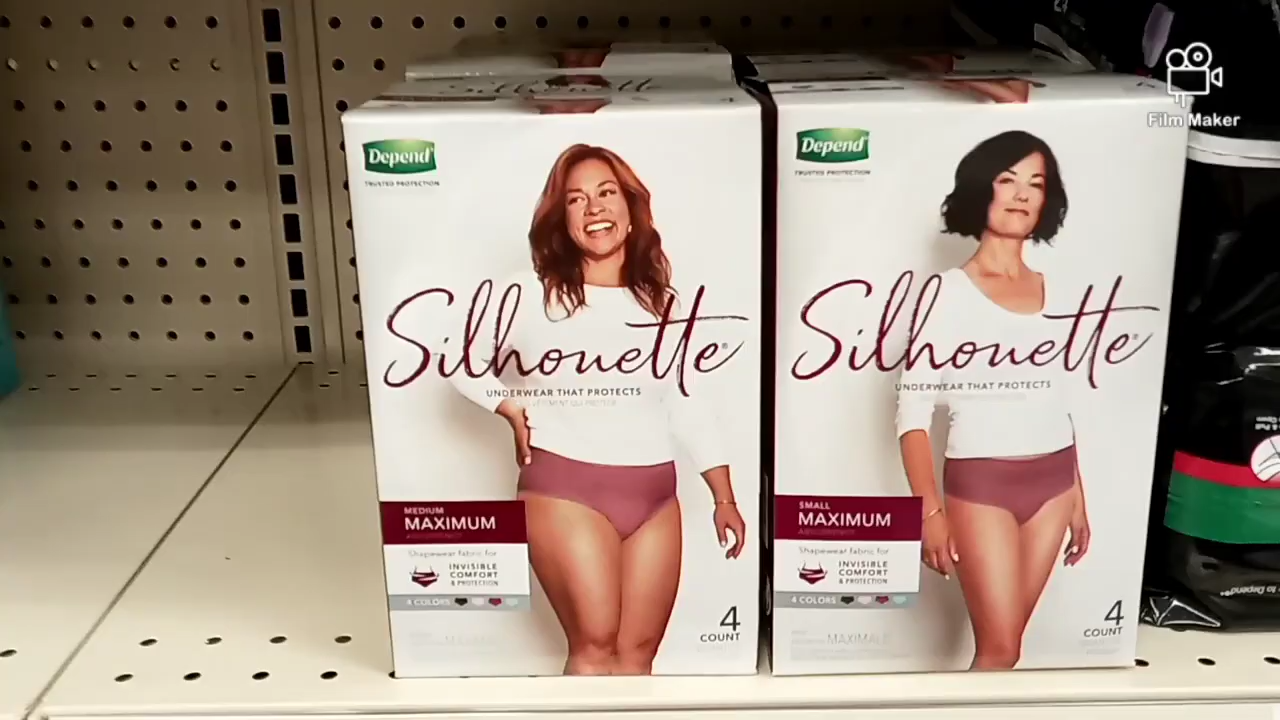 Film Maker
Silhouette
Depend
TRUSTED PROTECTION
Silhouette®
UNDERWEAR THAT PROTECTS
MEDIUM
MAXIMUM
Shapewear fabric for
INVISIBLE
COMFORT
& PROTECTION
4 COLORS
4
COUNT
Depend
TRUSTED PROTECTION
Silhouette®
UNDERWEAR THAT PROTECTS
SMALL
MAXIMUM
Shapewear fabric for
INVISIBLE
COMFORT
& PROTECTION
4 COLORS
MAXIMALE
4
COUNT